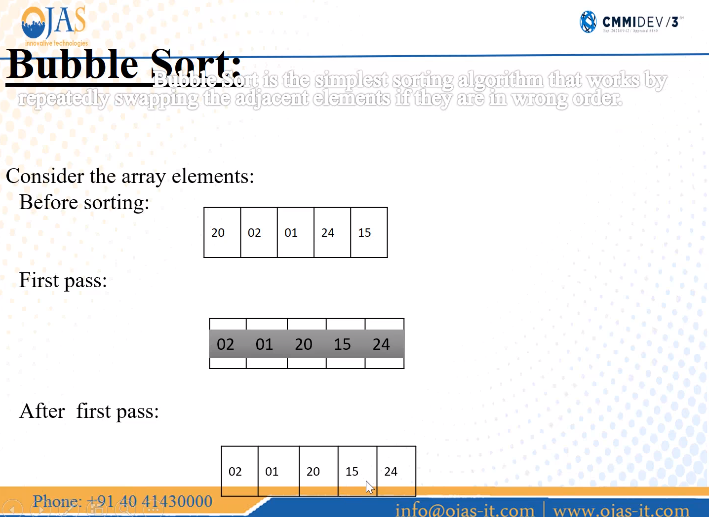 OJAS
innovative technologies
CMMIDEV/3
Bubble Sort:
Bubble Sort is the simplest sorting algorithm that works by
repeatedly swapping the adjacent elements if they are in wrong order.
Consider the array elements:
Before sorting:
20 02 01 24 15
First pass:
02 01 20 15 24
After first pass:
02 01 20 15 24
Phone: +91 40 41430000
info@ojas-it.com | www.ojas-it.com